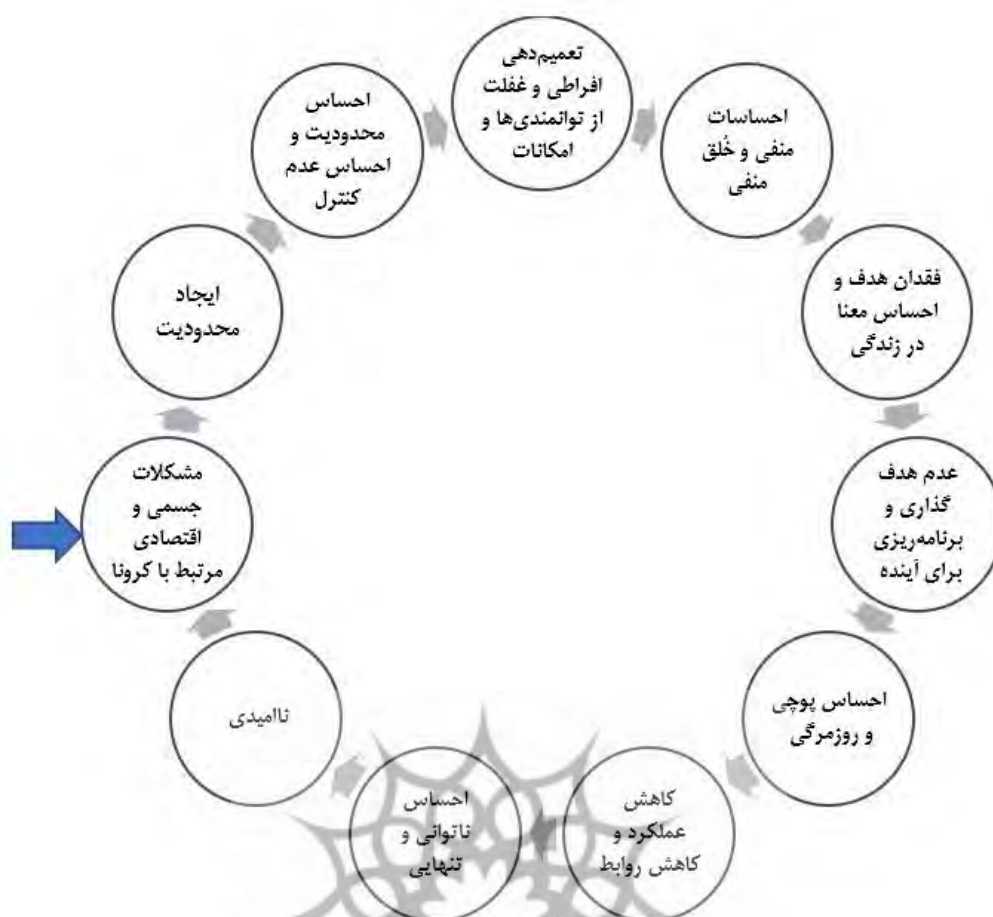 تعمیم‌دهی
افراطی و غفلت
از توانمندی‌ها و
امکانات
احساسات
منفی و خُلق
منفی
فقدان هدف و
احساس معنا
در زندگی
عدم هدف
گذاری و
برنامه‌ریزی
برای آینده
احساس پوچی
و روزمرگی
کاهش
عملکرد و
کاهش روابط
احساس
ناتوانی و
تنهایی
ناامیدی
مشکلات
جسمی و
اقتصادی
مرتبط با کرونا
ایجاد
محدودیت
احساس
محدودیت و
احساس عدم
کنترل